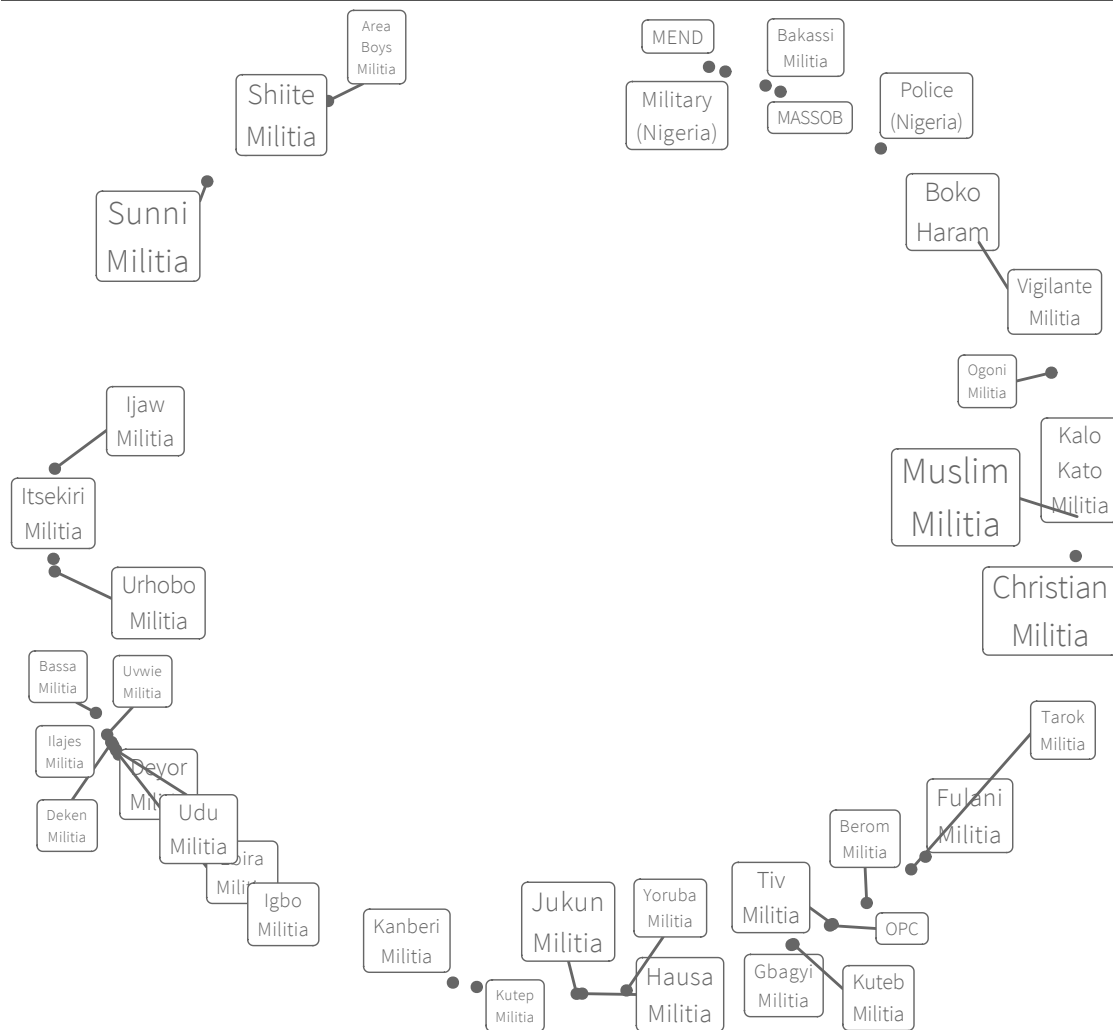 Area
Boys
Militia
MEND
Bakassi
Militia
Shiite
Militia
Military
(Nigeria)
MASSOB
Police
(Nigeria)
Sunni
Militia
Boko
Haram
Vigilante
Militia
Ogoni
Militia
Ijaw
Militia
Kalo
Kato
Militia
Muslim
Militia
Itsekiri
Militia
Urhobo
Militia
Christian
Militia
Bassa
Militia
Uvwie
Militia
Tarok
Militia
Ilajes
Militia
Deyor
Deken
Militia
Udu
Militia
Fulani
Militia
Berom
Militia
Igbo
Militia
Tiv
Militia
OPC
Jukun
Militia
Yoruba
Militia
Kanberi
Militia
Hausa
Militia
Gbagyi
Militia
Kuteb
Militia
Kutep
Militia